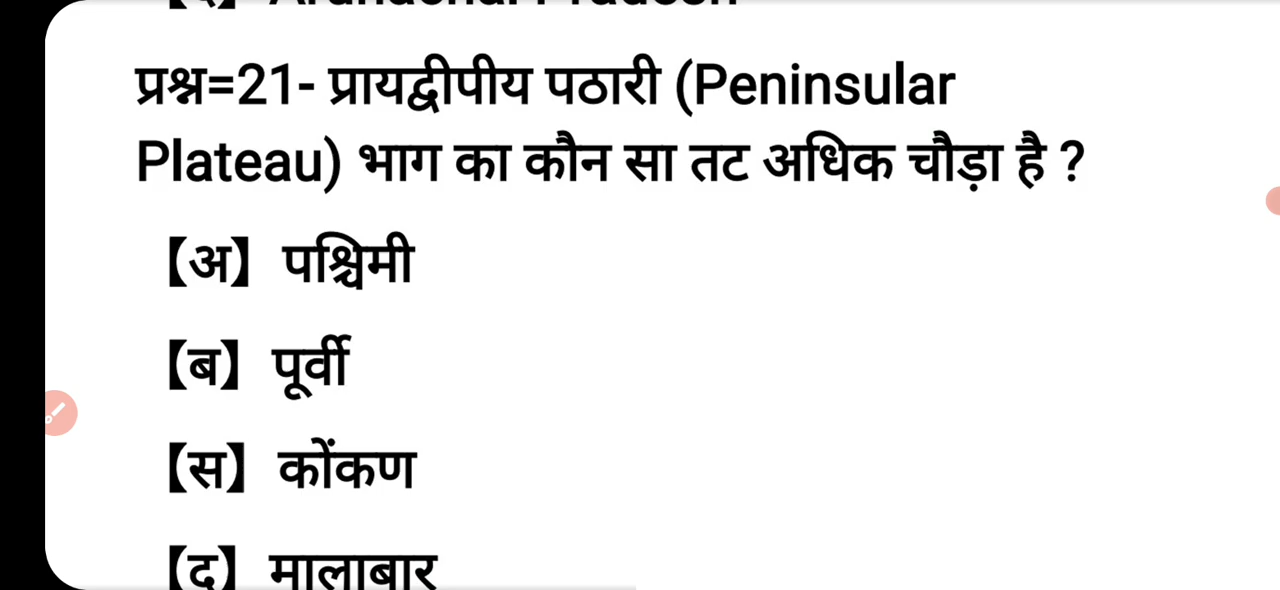 प्रश्न=21- प्रायद्वीपीय पठारी (Peninsular
Plateau) भाग का कौन सा तट अधिक चौड़ा है ?
【अ】 पश्चिमी
【ब】 पूर्वी
【स】 कोंकण
【द】 मालाबार